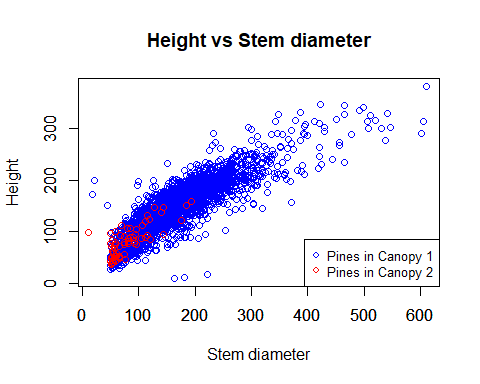 Height vs Stem diameter
Height
300
200
100
0
Pines in Canopy 1
Pines in Canopy 2
0 100 200 300 400 500 600
Stem diameter